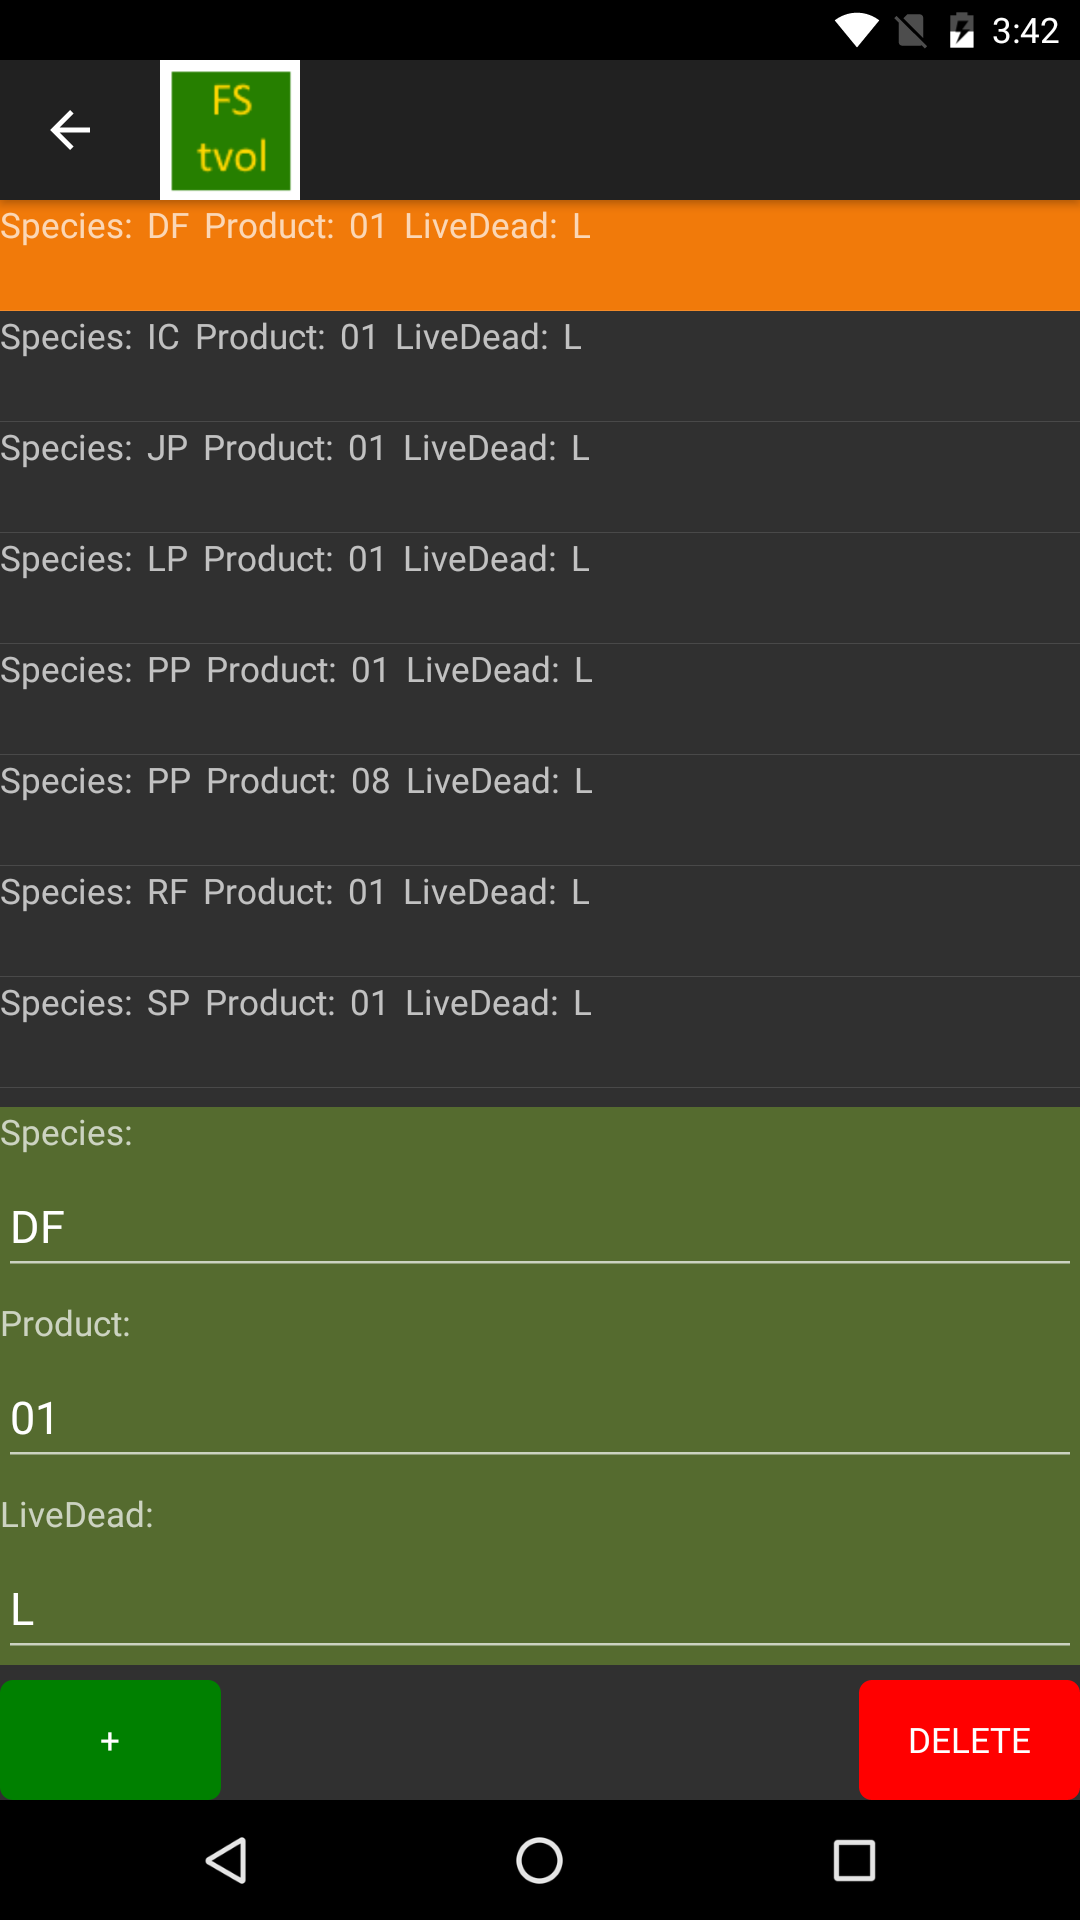 3:42
FS
tvol
Species: DF Product: 01 LiveDead: L
Species: IC Product: 01 LiveDead: L
Species: JP Product: 01 LiveDead: L
Species: LP Product: 01 LiveDead: L
Species: PP Product: 01 LiveDead: L
Species: PP Product: 08 LiveDead: L
Species: RF Product: 01 LiveDead: L
Species: SP Product: 01 LiveDead: L
Species:
DF
Product:
01
LiveDead:
L
+ DELETE